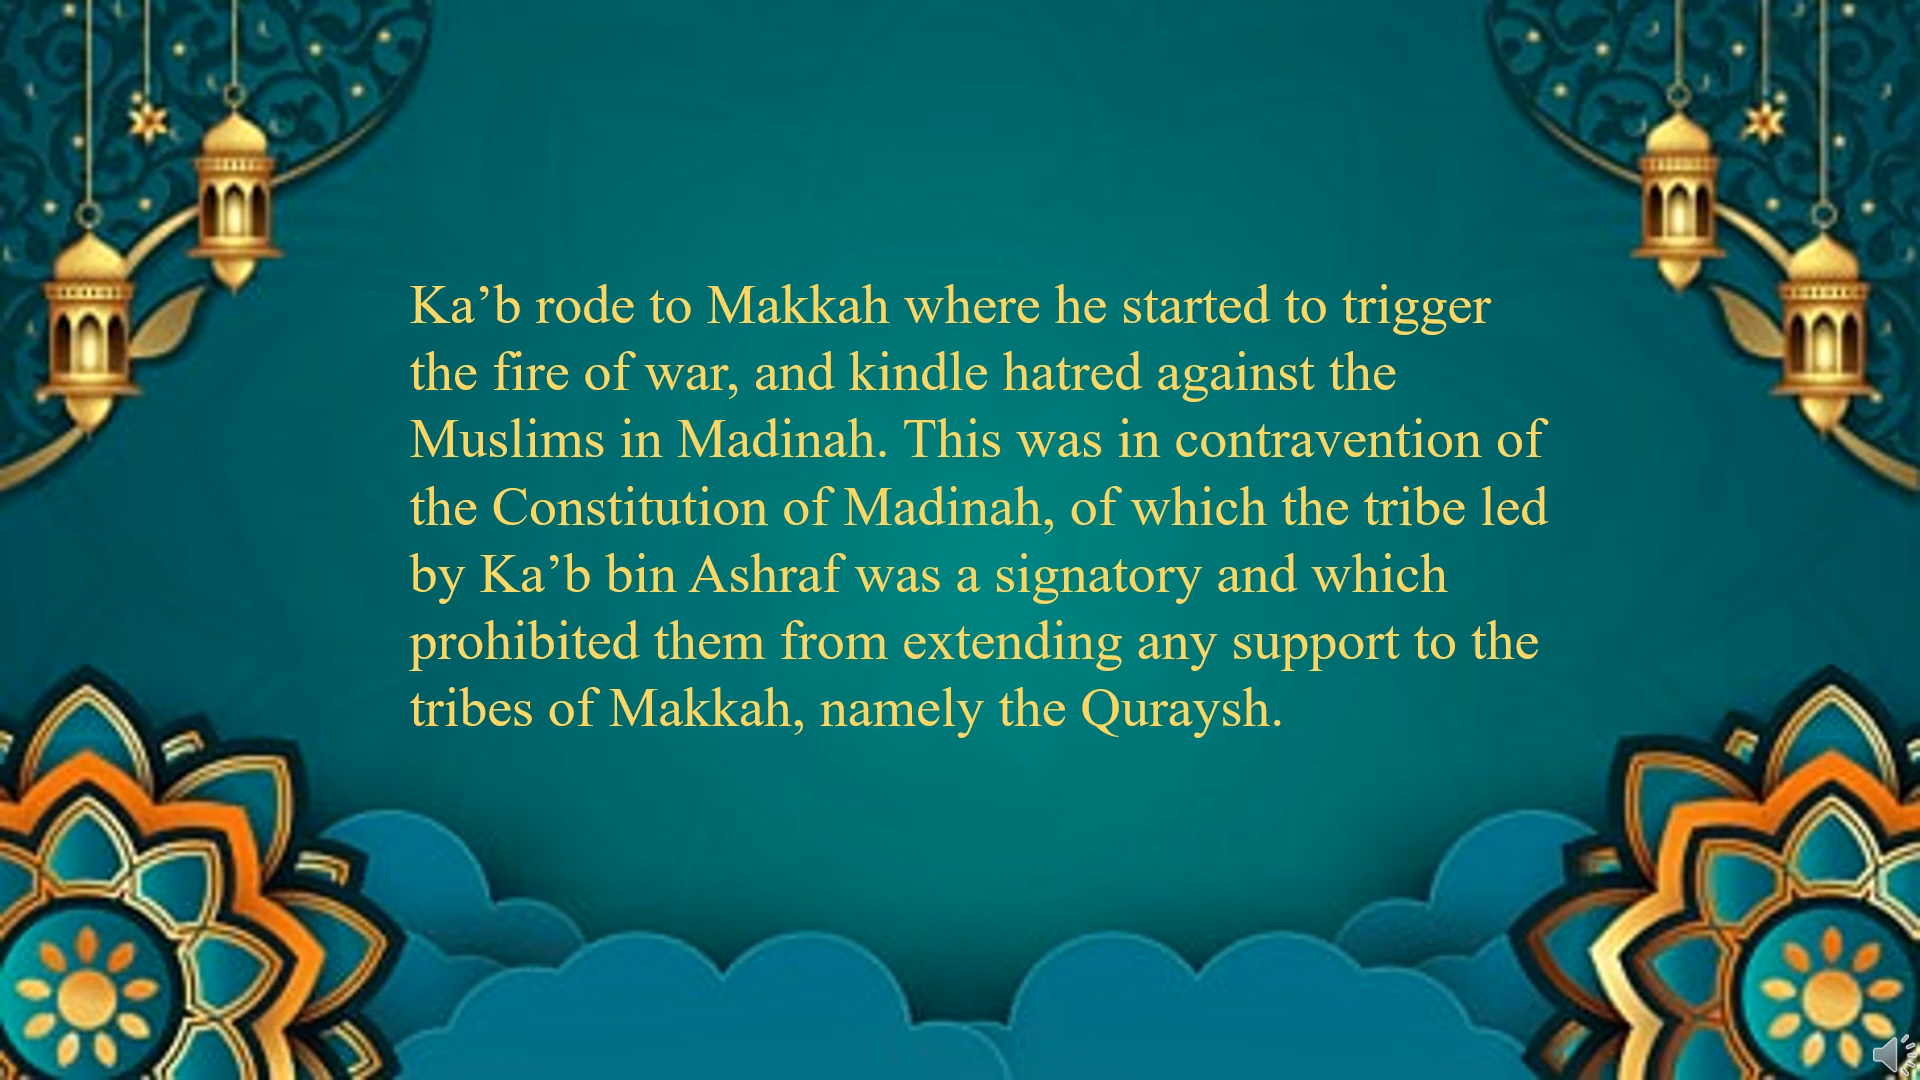 Ka’b rode to Makkah where he started to trigger
the fire of war, and kindle hatred against the
Muslims in Madinah. This was in contravention of
the Constitution of Madinah, of which the tribe led
by Ka’b bin Ashraf was a signatory and which
prohibited them from extending any support to the
tribes of Makkah, namely the Quraysh.